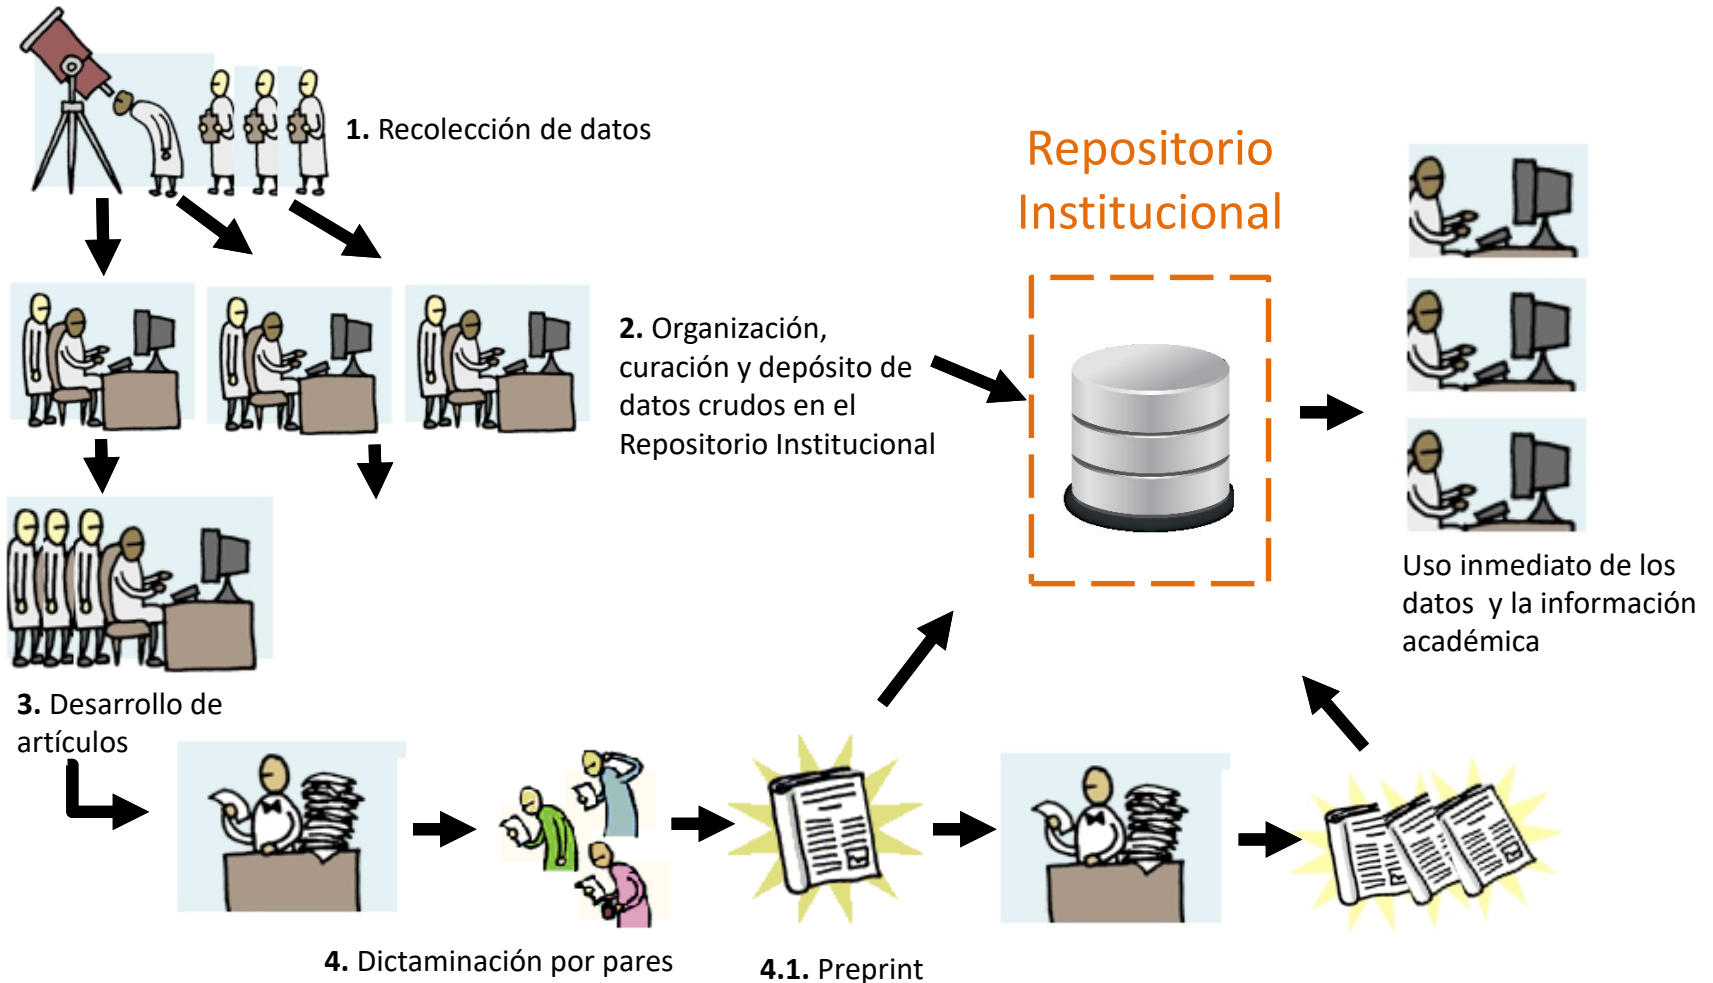 1. Recolección de datos
Repositorio
Institucional
2. Organización,
curación y depósito de
datos crudos en el
Repositorio Institucional
Uso inmediato de los
datos  y la información
académica
3. Desarrollo de
artículos
4. Dictaminación por pares
4.1. Preprint